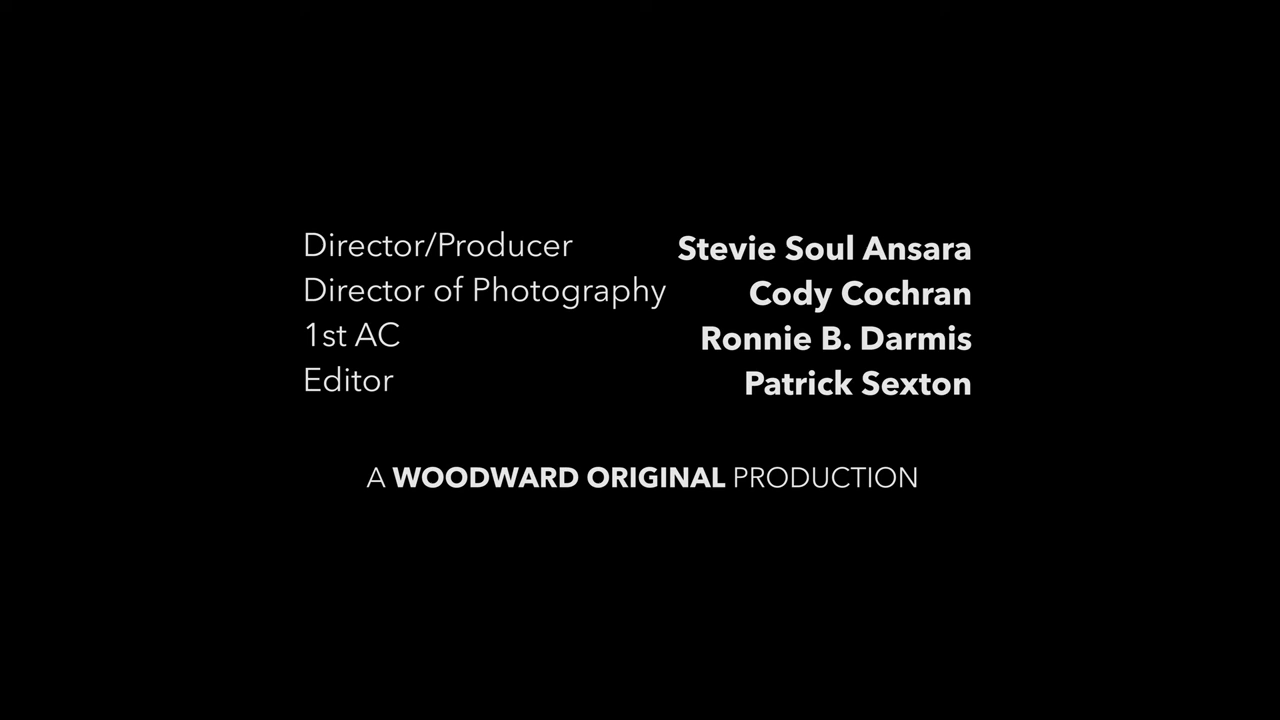 Director/Producer Stevie Soul Ansara
Director of Photography Cody Cochran
1st AC Ronnie B. Darmis
Editor Patrick Sexton
A WOODWARD ORIGINAL PRODUCTION